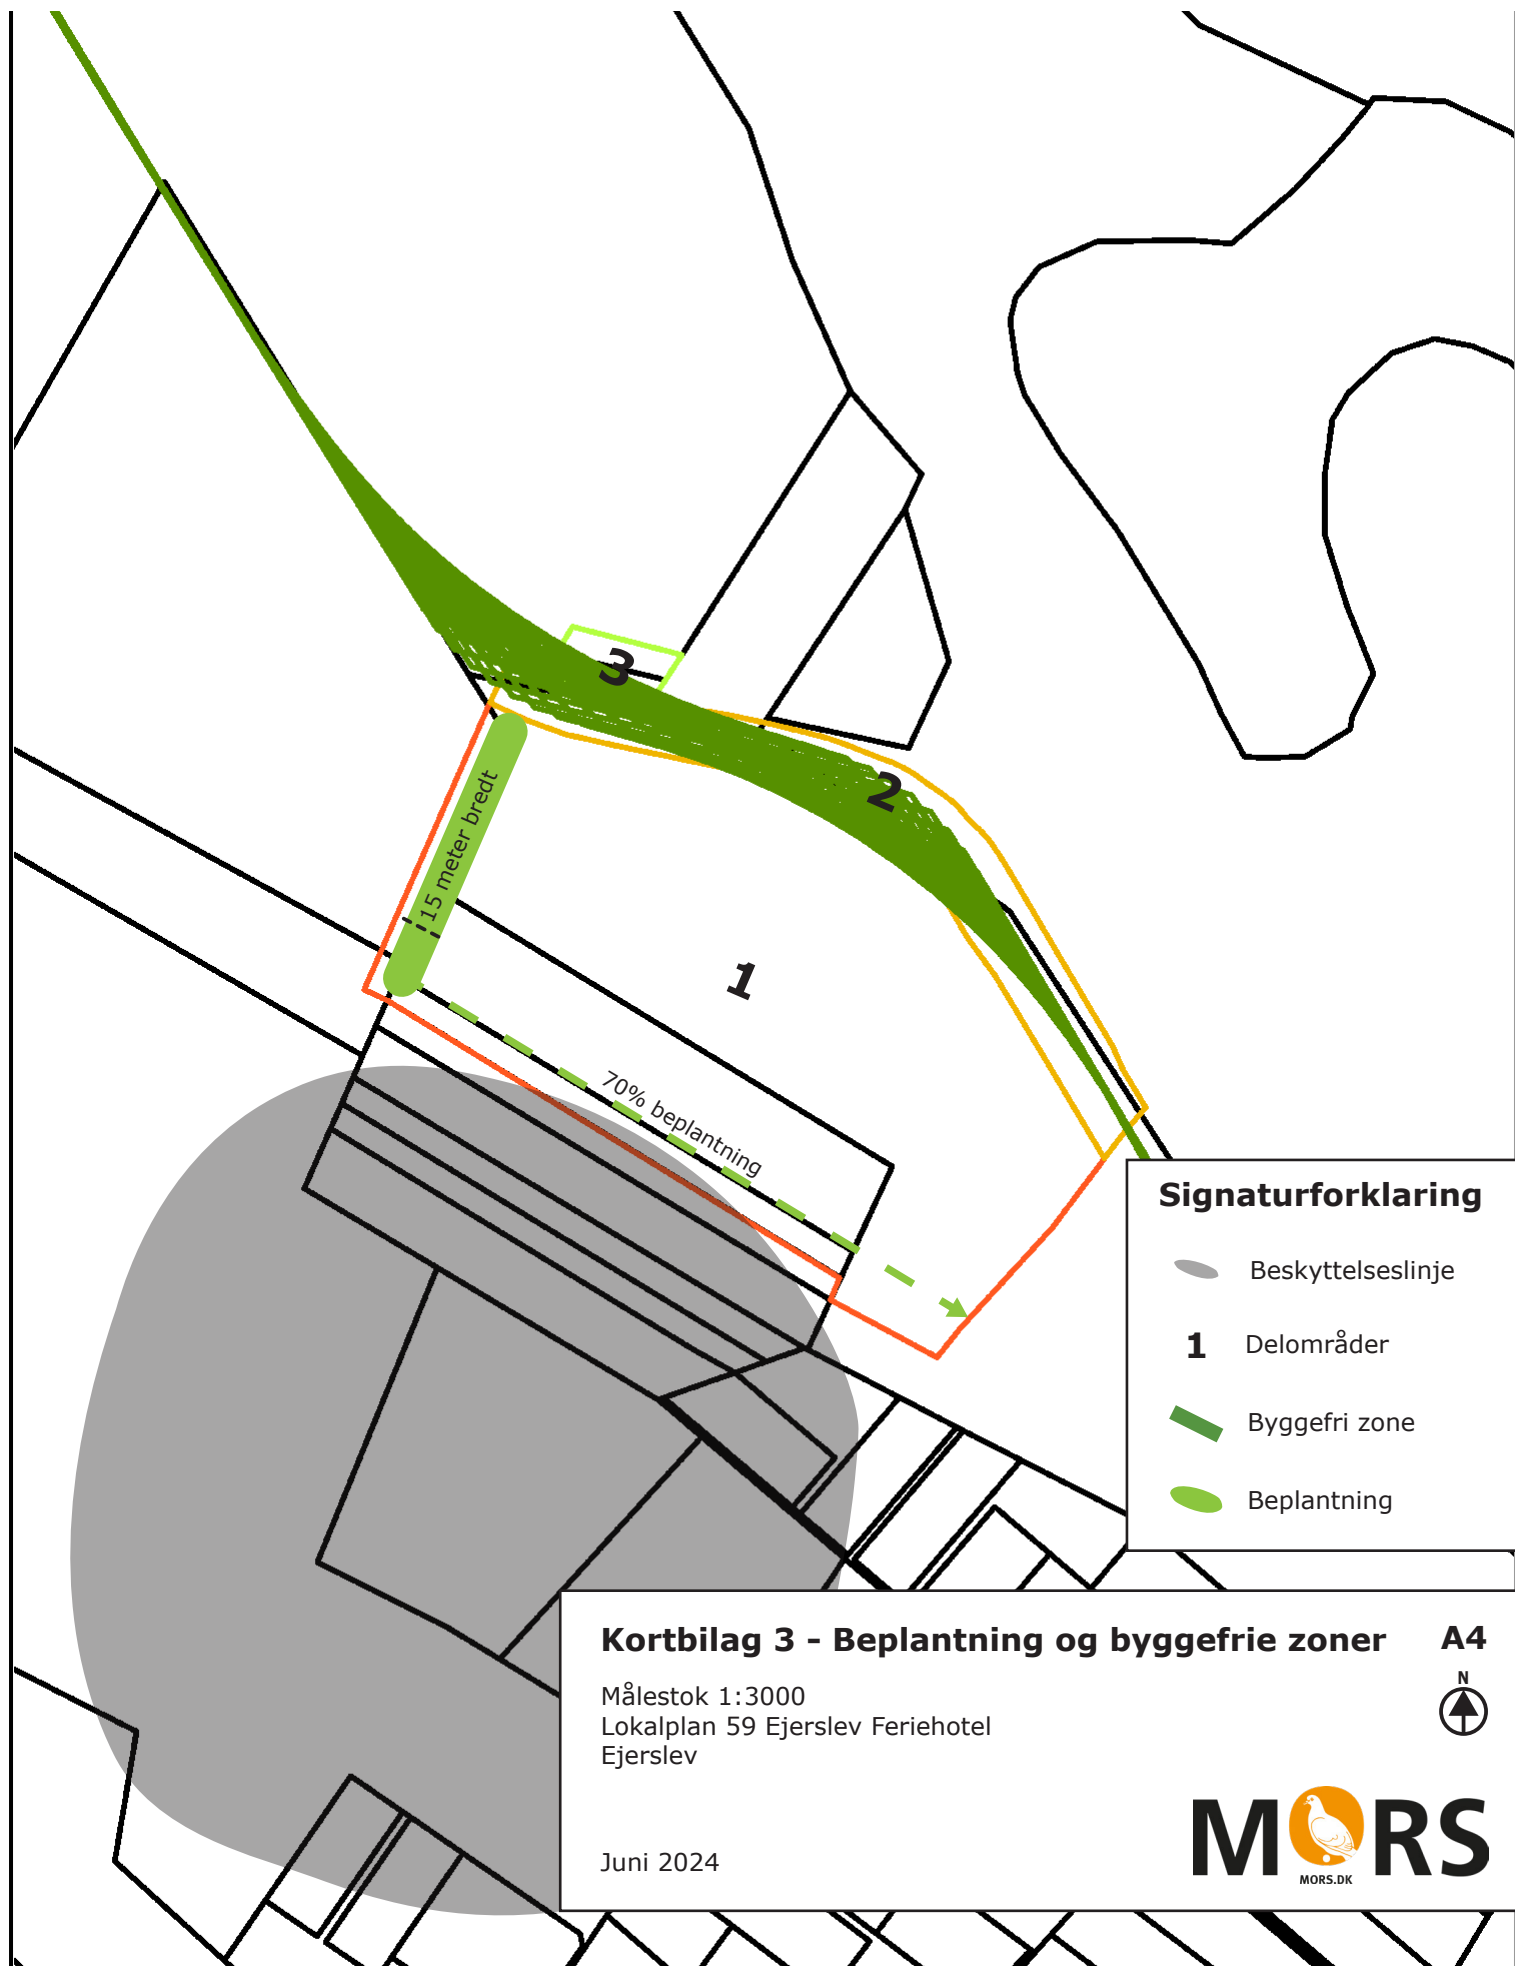 3
2
15 meter bredt
1
70% beplantning
Signaturforklaring
Beskyttelseslinje
1 Delområder
Byggefri zone
Beplantning
Kortbilag 3 - Beplantning og byggefrie zoner A4
Målestok 1:3000
Lokalplan 59 Ejerslev Feriehotel
Ejerslev
N
Juni 2024
MORS
MORS.DK